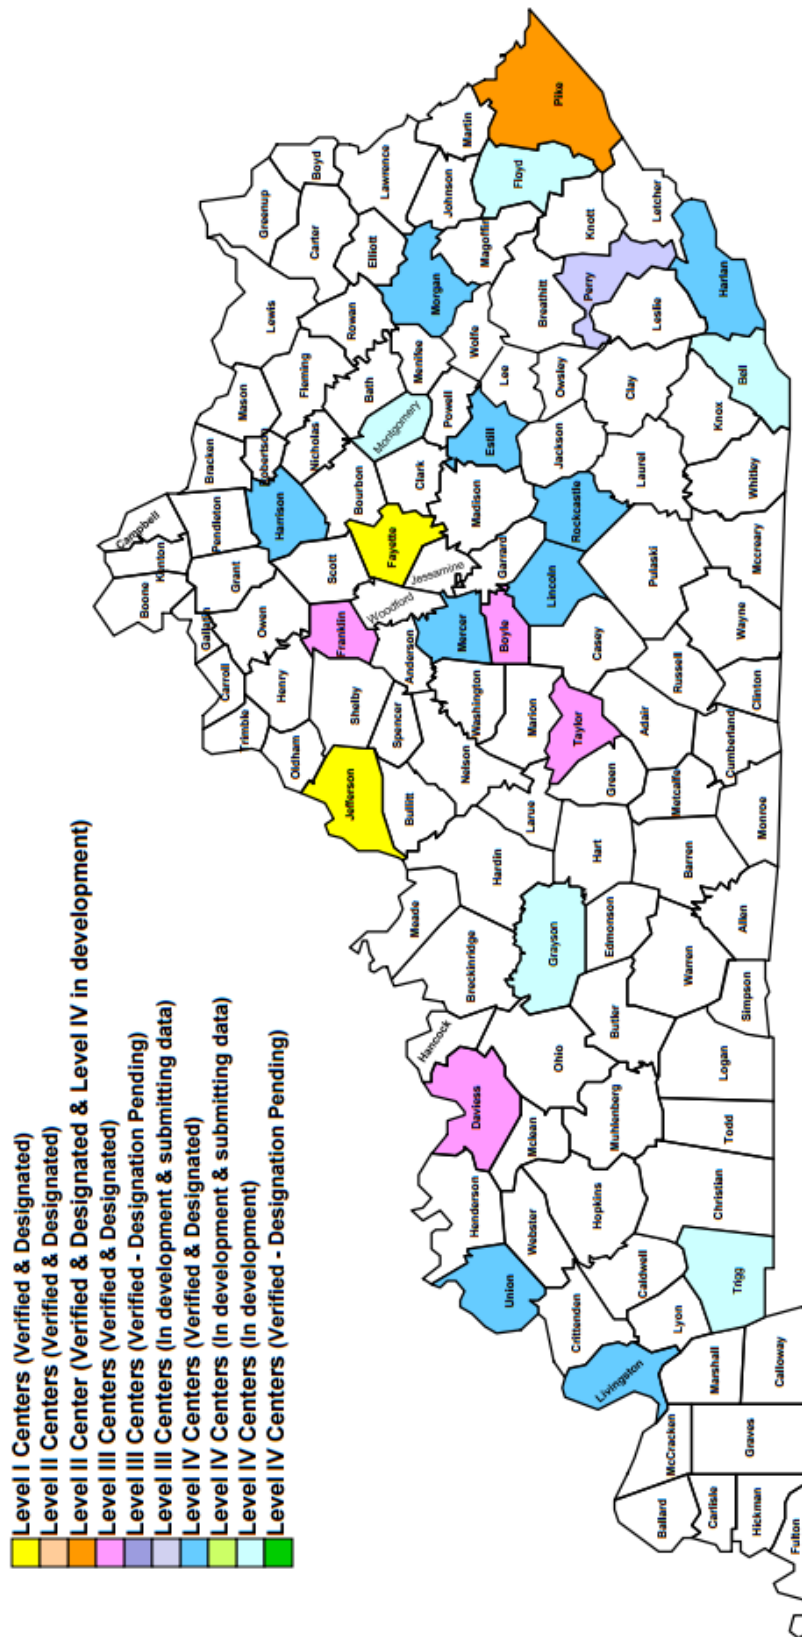 Level I Centers (Verified & Designated)
Level II Centers (Verified & Designated)
Level II Center (Verified & Designated & Level IV in development)
Level III Centers (Verified & Designated)
Level III Centers (Verified - Designation Pending)
Level III Centers (In development & submitting data)
Level IV Centers (Verified & Designated)
Level IV Centers (In development & submitting data)
Level IV Centers (In development)
Level IV Centers (Verified - Designation Pending)
Campbell
Boone
Kenton
Pendleton
Bracken
Mason
Lewis
Greenup
Boyd
Carter
Gallatin
Grant
Robertson
Carroll
Trimble
Owen
Harrison
Fleming
Nicholas
Rowan
Elliott
Lawrence
Oldham
Henry
Franklin
Scott
Bourbon
Bath
Jefferson
Shelby
Fayette
Montgomery
Menifee
Morgan
Johnson
Martin
Spencer
Anderson
Woodford
Jessamine
Clark
Powell
Wolfe
Magoffin
Floyd
Pike
Bullitt
Meade
Nelson
Washington
Mercer
Madison
Estill
Lee
Breathitt
Knott
Hancock
Breckinridge
Hardin
Larue
Marion
Boyle
Garrard
Owsley
Perry
Letcher
Henderson
Daviess
Ohio
Grayson
Hart
Green
Taylor
Casey
Lincoln
Rockcastle
Jackson
Clay
Leslie
Harlan
Union
Webster
Mclean
Hopkins
Muhlenberg
Butler
Edmonson
Adair
Pulaski
Laurel
Knox
Bell
Crittenden
Livingston
Caldwell
Lyon
Warren
Barren
Metcalfe
Russell
Wayne
Whitley
Mccreary
Ballard
McCracken
Marshall
Trigg
Christian
Todd
Logan
Simpson
Allen
Monroe
Cumberland
Clinton
Carlisle
Graves
Calloway
Hickman
Fulton